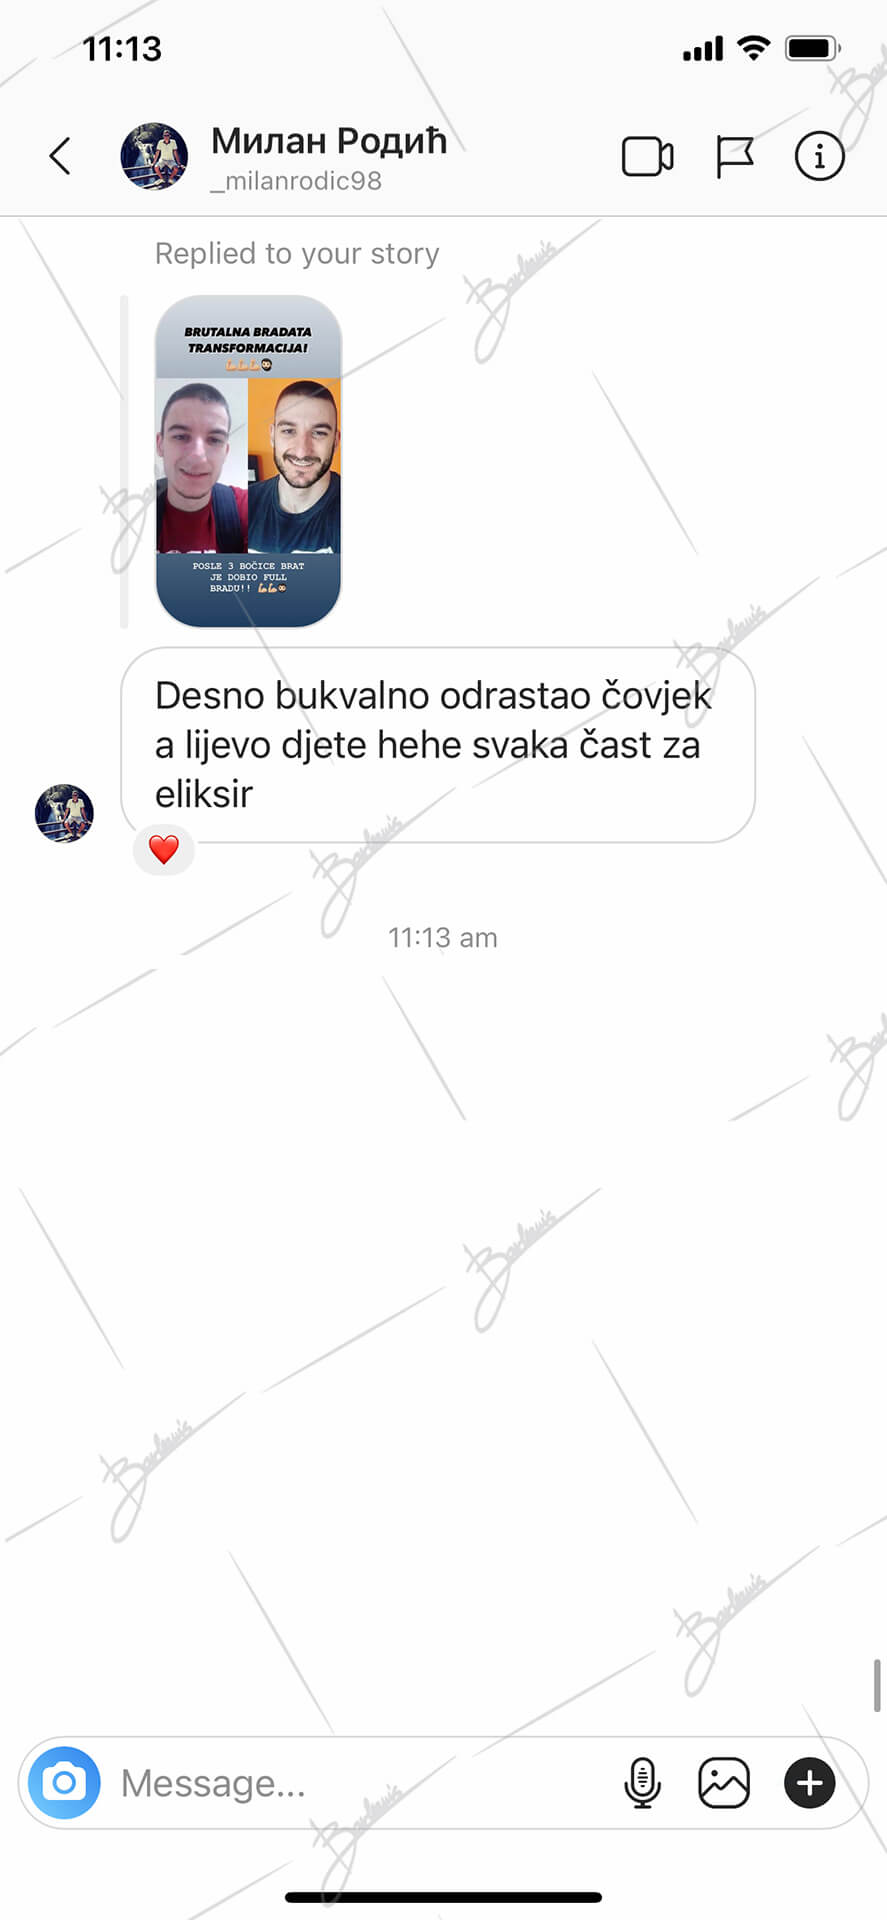 11:13
Милан Родић
_milanrodic98
Replied to your story
BRUTALNA BRADATA
TRANSFORMACIJA!
💪🏼💪🏼💪🏼🧔🏻
POSLE 3 BOČICE BRAT
JE DOBIO FULL
BRADU!! 💪🏼💪🏼🧔🏻
Desno bukvalno odrastao čovjek
a lijevo djete hehe svaka čast za
eliksir
❤️
11:13 am
Message...